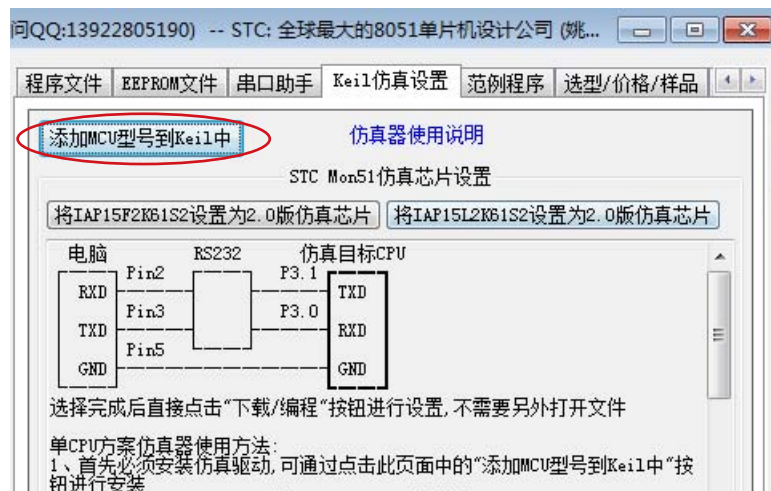 问QQ:13922805190) -- STC: 全球最大的8051单片机设计公司 (姚...
程序文件 EEPROM文件 串口助手 Keil仿真设置 范例程序 选型/价格/样品
添加MCU型号到Keil中 仿真器使用说明
STC Mon51仿真芯片设置
将IAP15F2K61S2设置为2.0版仿真芯片 将IAP15L2K61S2设置为2.0版仿真芯片
电脑 RS232 仿真目标CPU
Pin2 P3.1
RXD TXD
Pin3 P3.0
TXD RXD
Pin5
GND GND
选择完成后直接点击"下载/编程"按钮进行设置,不需要另外打开文件
单CPU方案仿真器使用方法:
1、首先必须安装仿真驱动,可通过点击此页面中的"添加MCU型号到Keil中"按
钮进行安装